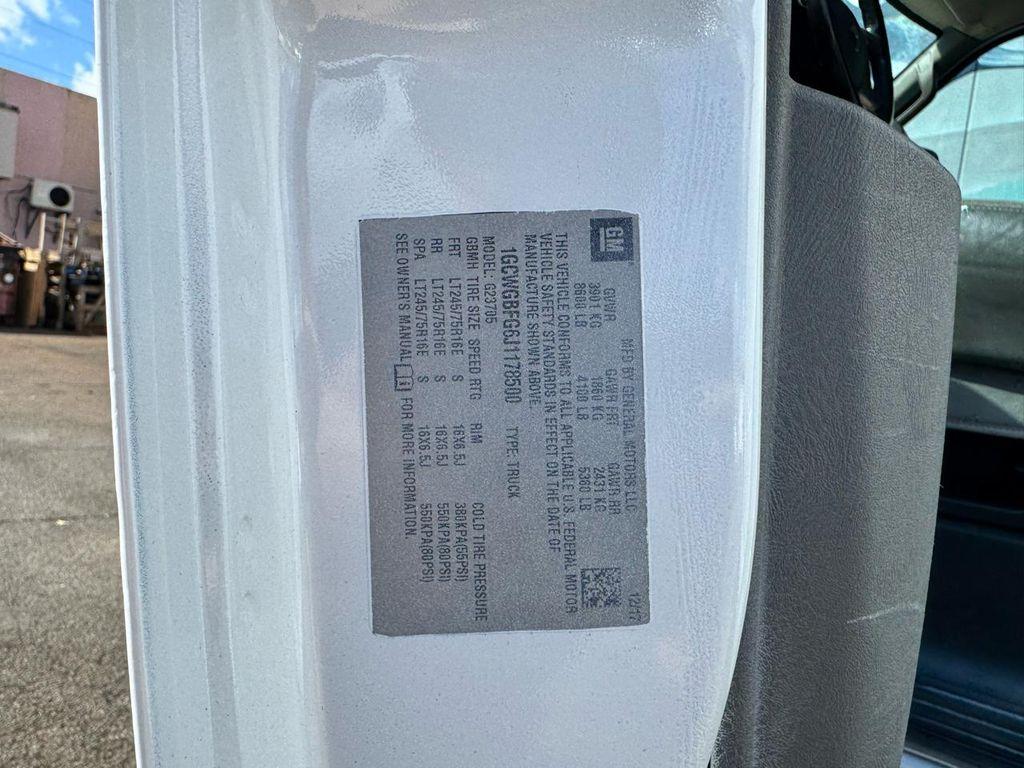 GM
MFD BY GENERAL MOTORS LLC 12/17
GVWR GAWR FRT GAWR RR
3901 KG 1860 KG 2431 KG
8600 LB 4100 LB 5360 LB
THIS VEHICLE CONFORMS TO ALL APPLICABLE U.S. FEDERAL MOTOR
VEHICLE SAFETY STANDARDS IN EFFECT ON THE DATE OF
MANUFACTURE SHOWN ABOVE.
1GCWGBFG6J1178500 TYPE: TRUCK
MODEL: G23705
GBMH TIRE SIZE SPEED RTG RIM COLD TIRE PRESSURE
FRT LT245/75R16E S 16X6.5J 380KPA(55PSI)
RR LT245/75R16E S 16X6.5J 550KPA(80PSI)
SPA LT245/75R16E S 16X6.5J 550KPA(80PSI)
SEE OWNER'S MANUAL FOR MORE INFORMATION.